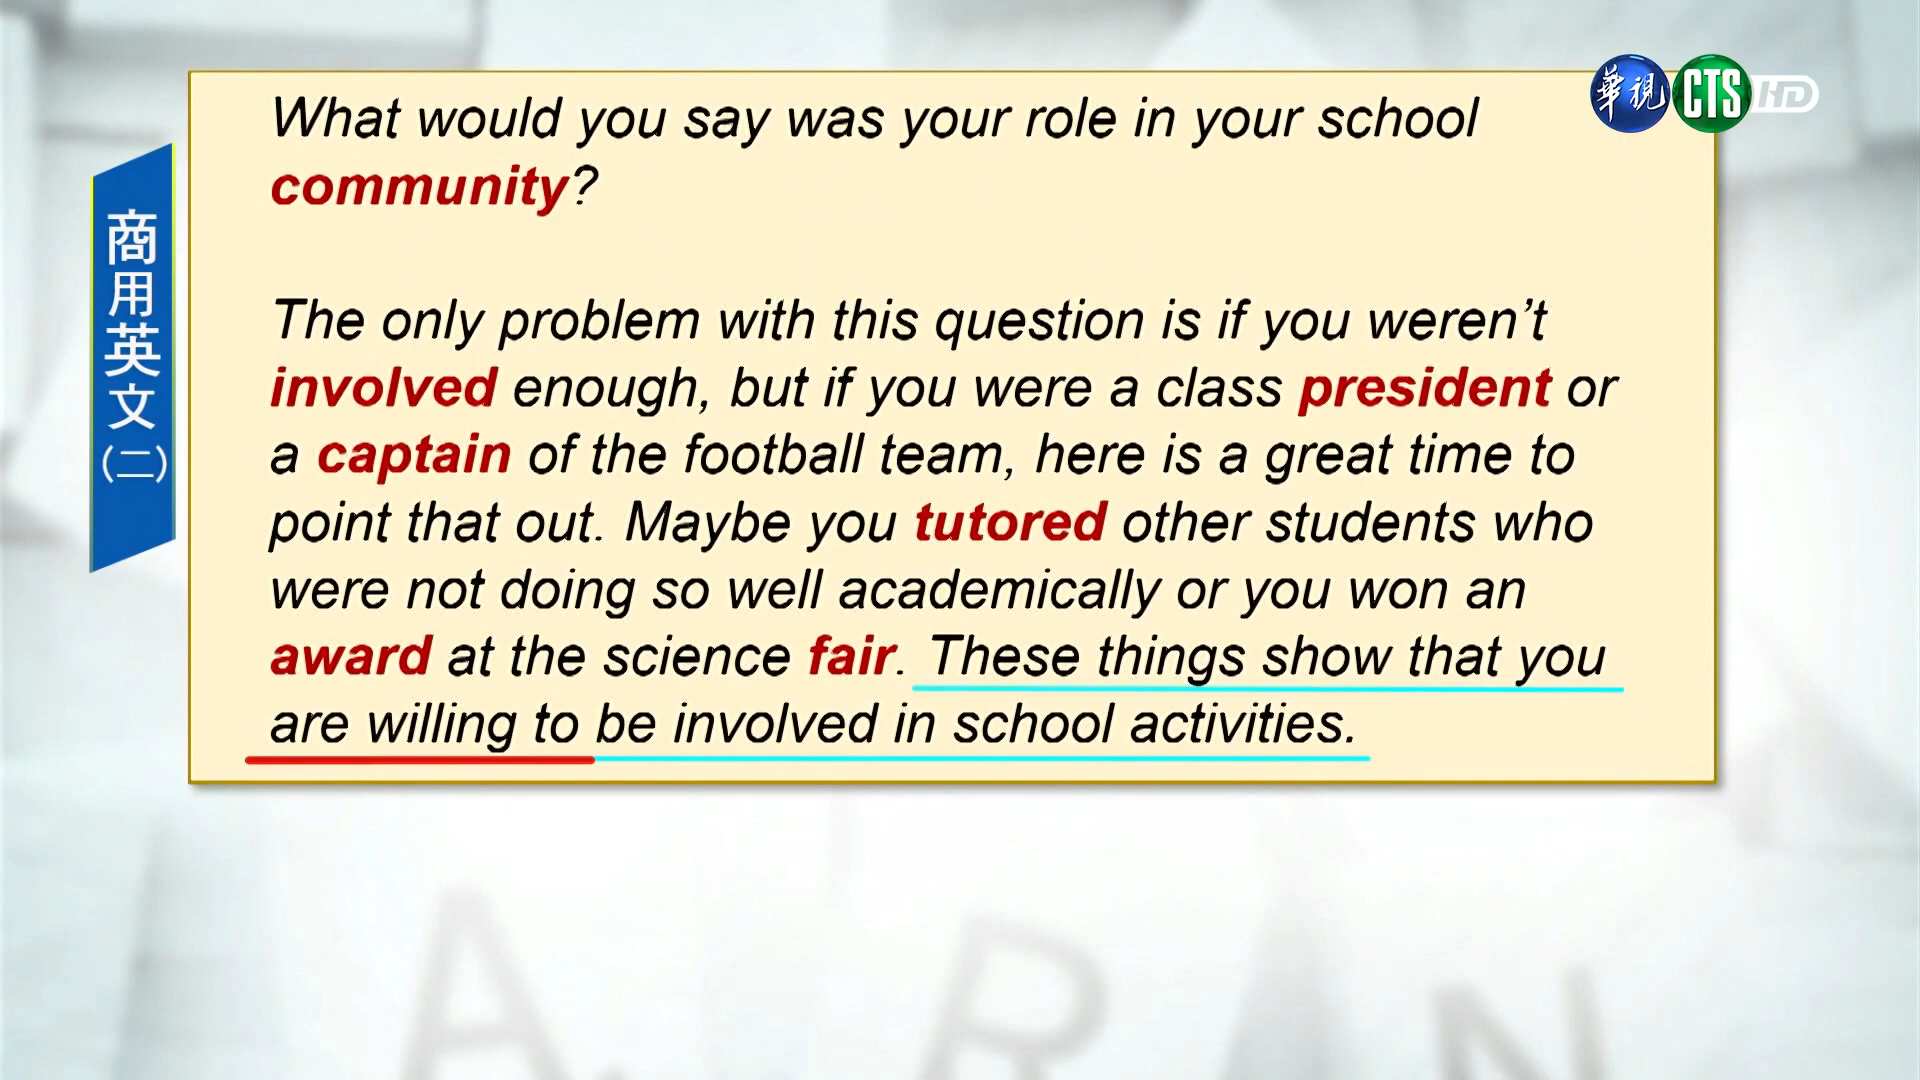 華視 CTS HD
商用英文(二)
What would you say was your role in your school
community?
The only problem with this question is if you weren’t
involved enough, but if you were a class president or
a captain of the football team, here is a great time to
point that out. Maybe you tutored other students who
were not doing so well academically or you won an
award at the science fair. These things show that you
are willing to be involved in school activities.
A R N